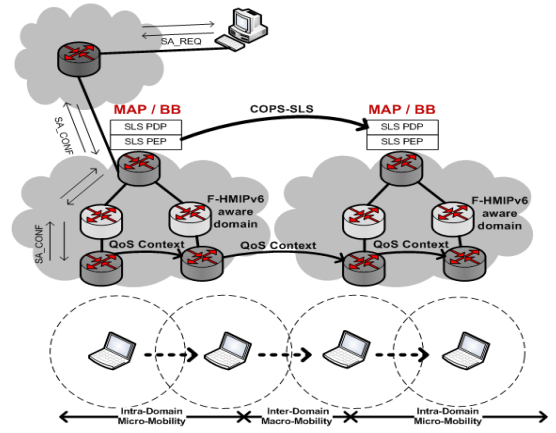 SA_REQ
MAP / BB
COPS-SLS
MAP / BB
SLS PDP
SLS PEP
SLS PDP
SLS PEP
SA_CONF
F-HMIPv6
aware
domain
F-HMIPv6
aware
domain
SA_CONF
QoS Context
QoS Context
QoS Context
Intra-Domain
Micro-Mobility
Inter-Domain
Macro-Mobility
Intra-Domain
Micro-Mobility